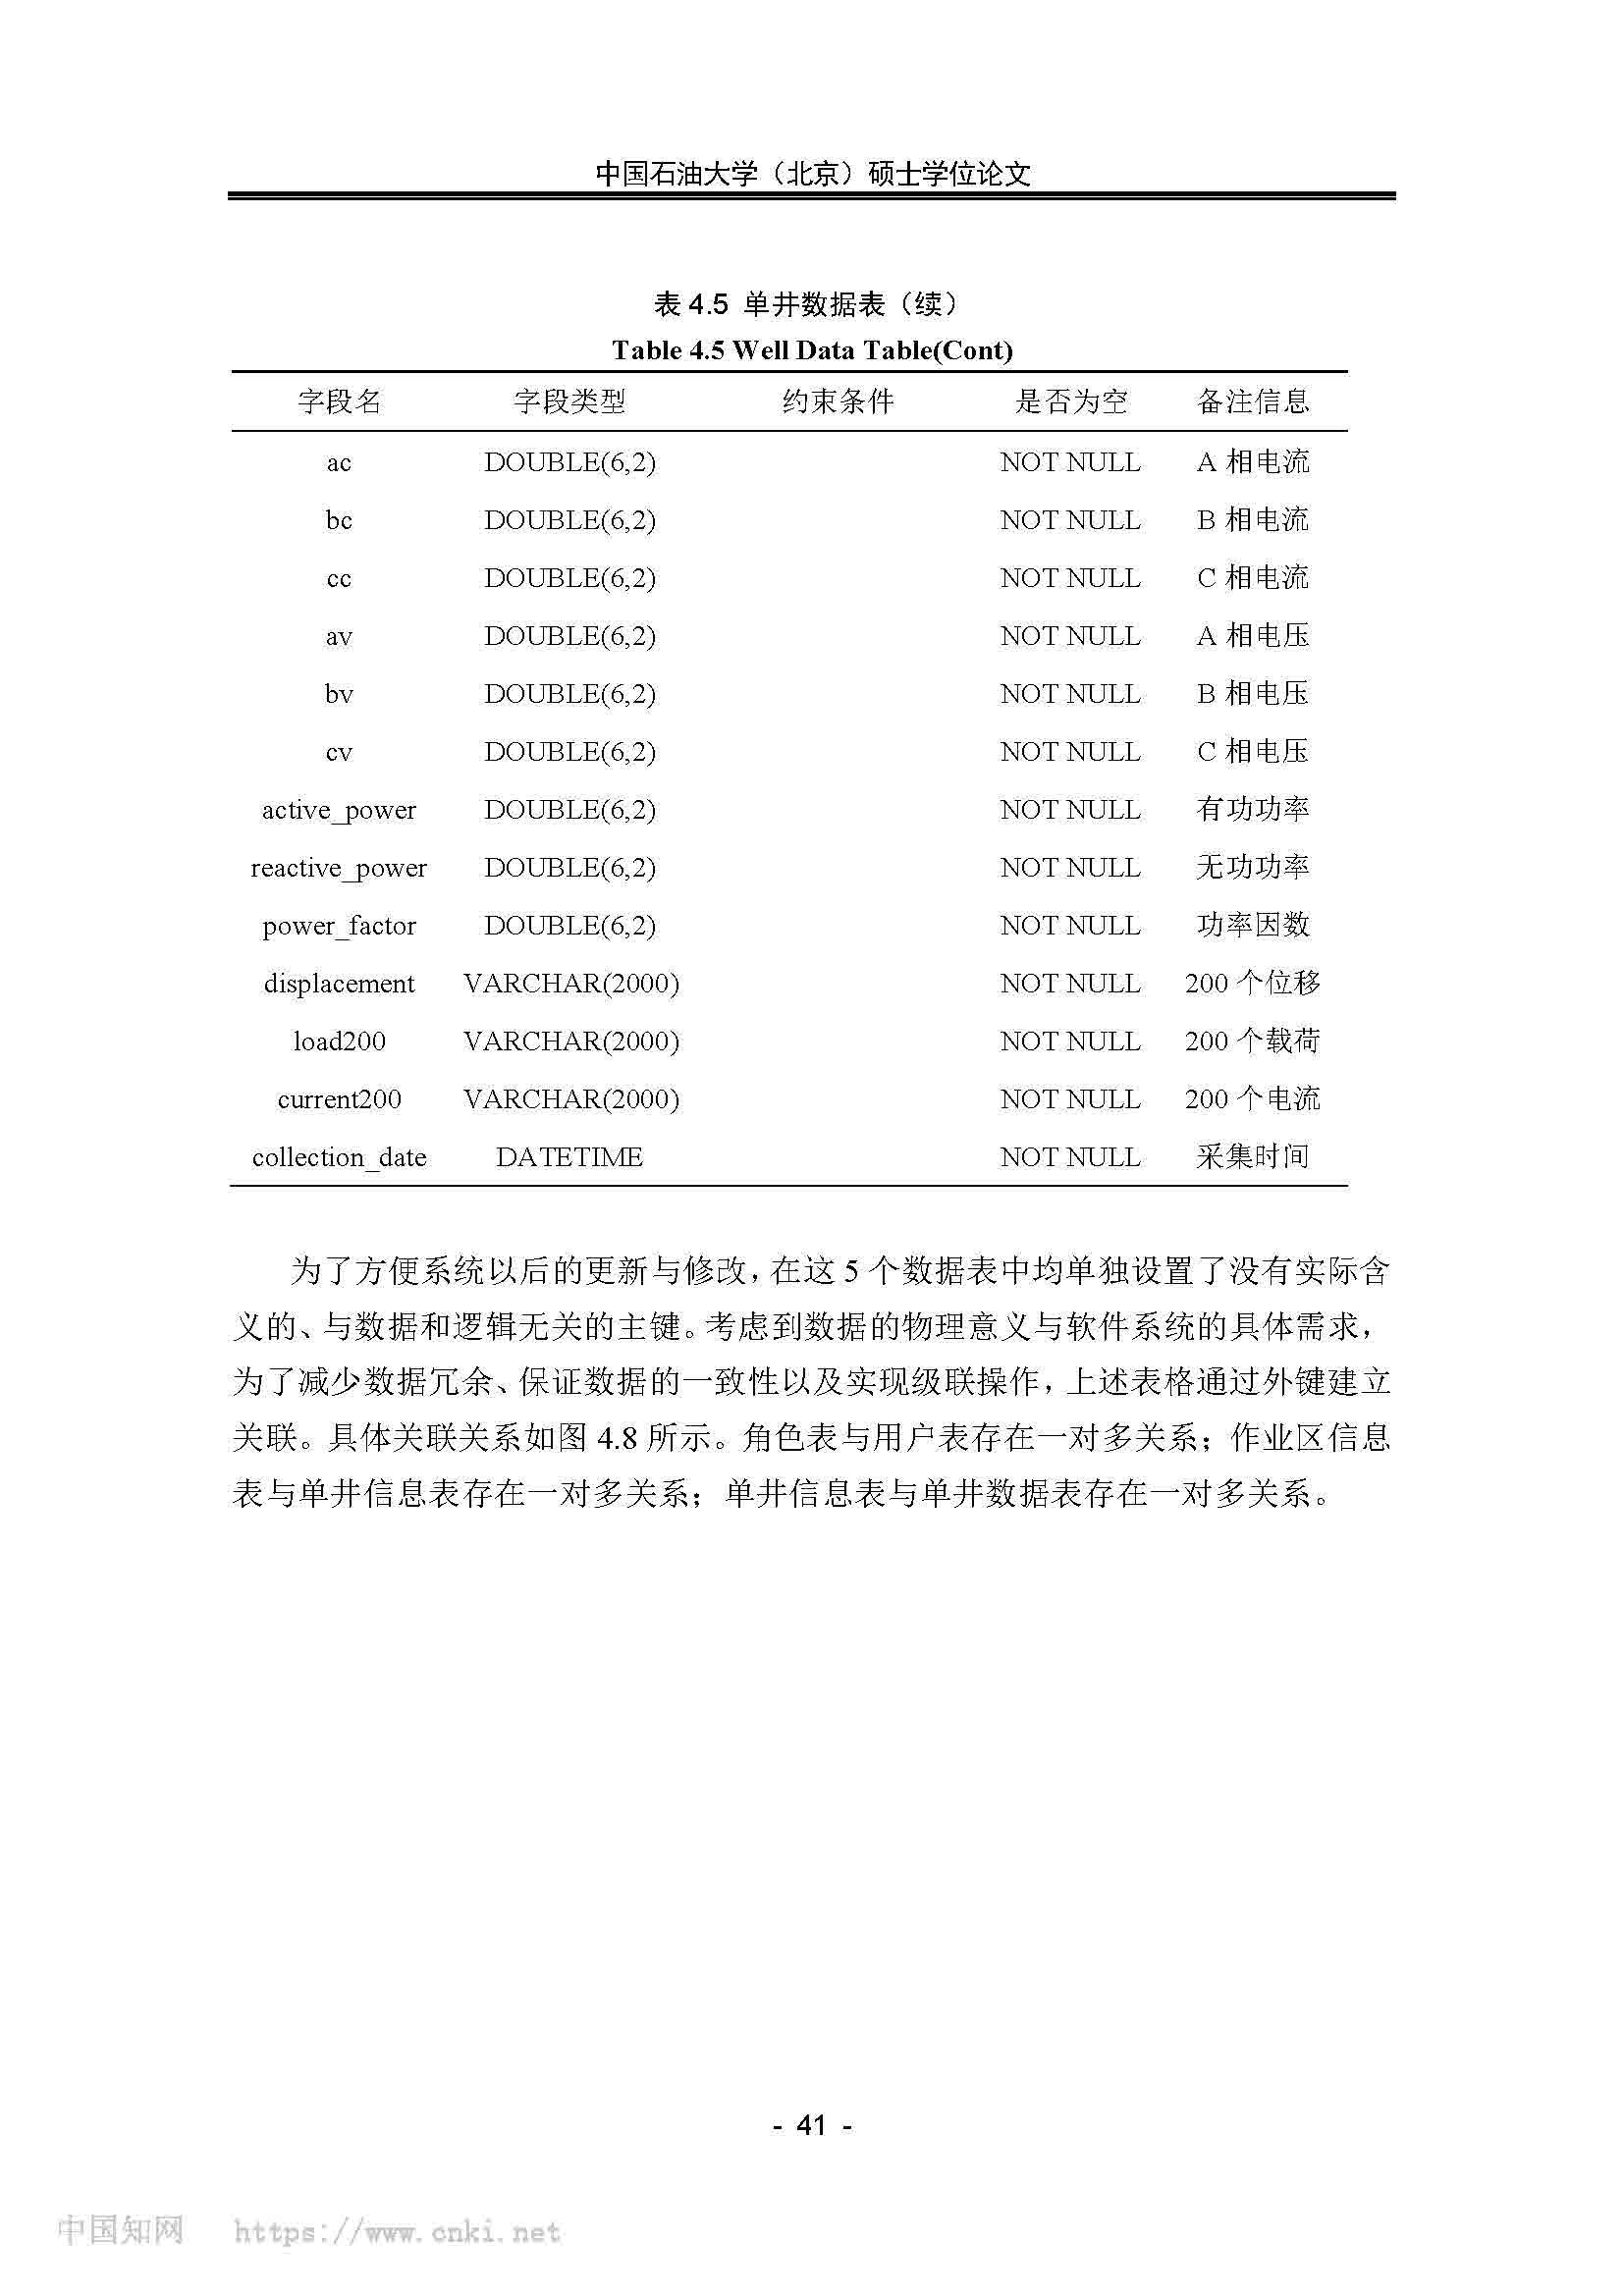 中国石油大学（北京）硕士学位论文
表 4.5 单井数据表（续）
Table 4.5 Well Data Table(Cont)
字段名 字段类型 约束条件 是否为空 备注信息
ac DOUBLE(6,2) NOT NULL A 相电流
bc DOUBLE(6,2) NOT NULL B 相电流
cc DOUBLE(6,2) NOT NULL C 相电流
av DOUBLE(6,2) NOT NULL A 相电压
bv DOUBLE(6,2) NOT NULL B 相电压
cv DOUBLE(6,2) NOT NULL C 相电压
active_power DOUBLE(6,2) NOT NULL 有功功率
reactive_power DOUBLE(6,2) NOT NULL 无功功率
power_factor DOUBLE(6,2) NOT NULL 功率因数
displacement VARCHAR(2000) NOT NULL 200 个位移
load200 VARCHAR(2000) NOT NULL 200 个载荷
current200 VARCHAR(2000) NOT NULL 200 个电流
collection_date DATETIME NOT NULL 采集时间
为了方便系统以后的更新与修改，在这 5 个数据表中均单独设置了没有实际含
义的、与数据和逻辑无关的主键。考虑到数据的物理意义与软件系统的具体需求，
为了减少数据冗余、保证数据的一致性以及实现级联操作，上述表格通过外键建立
关联。具体关联关系如图 4.8 所示。角色表与用户表存在一对多关系；作业区信息
表与单井信息表存在一对多关系；单井信息表与单井数据表存在一对多关系。
- 41 -
中国知网 https://www.cnki.net